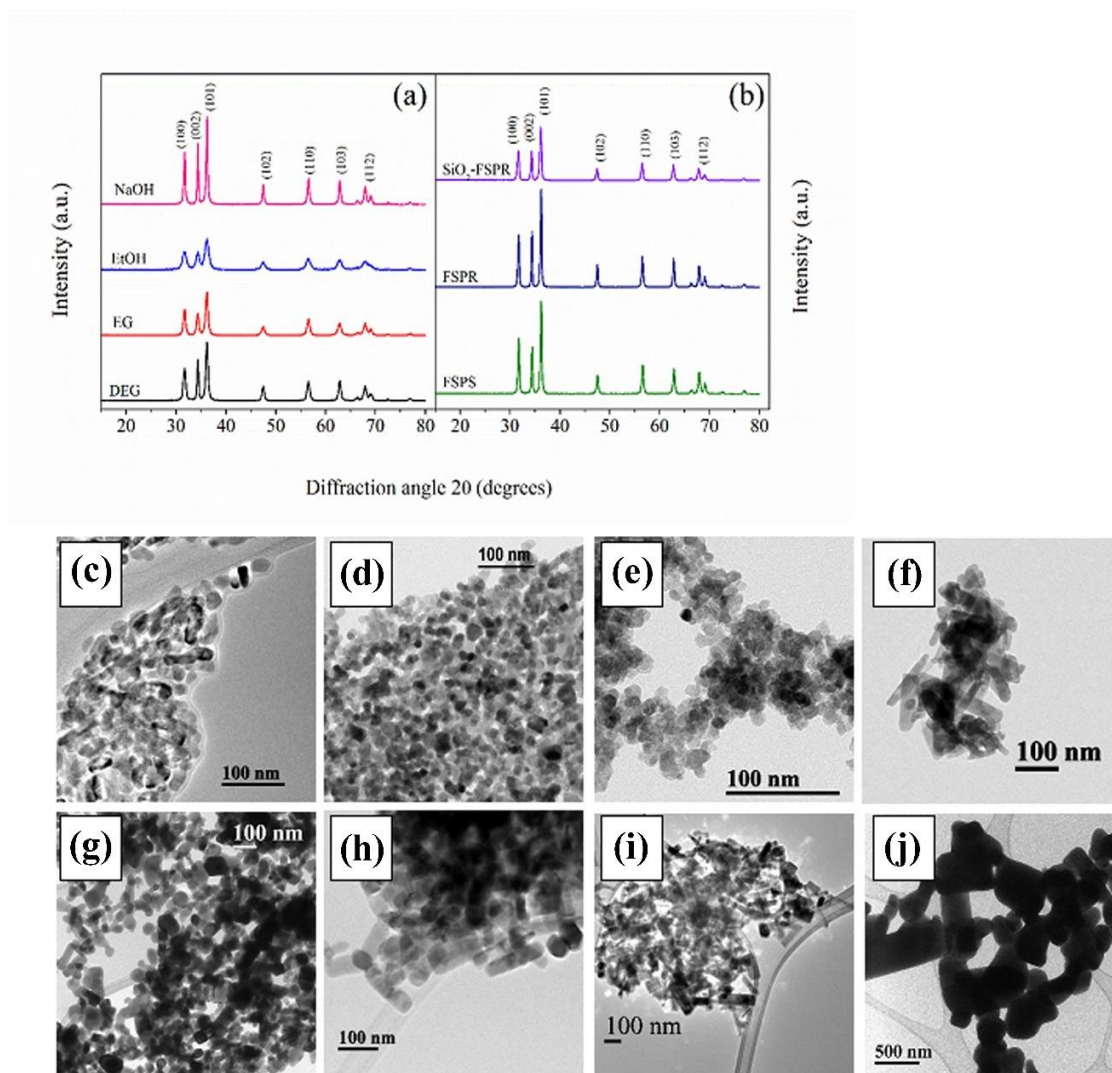 (a)
(b)
Intensity (a.u.)
(100)
(002)
(101)
(102)
(110)
(103)
(112)
NaOH
EtOH
EG
DEG
20 30 40 50 60 70 80
(100)
(002)
(101)
(102)
(110)
(103)
(112)
SiO₂-FSPR
FSPR
FSPS
20 30 40 50 60 70 80
Intensity (a.u.)
Diffraction angle 2θ (degrees)
(c)
100 nm
(d)
100 nm
(e)
100 nm
(f)
100 nm
(g)
100 nm
(h)
100 nm
(i)
100 nm
(j)
500 nm